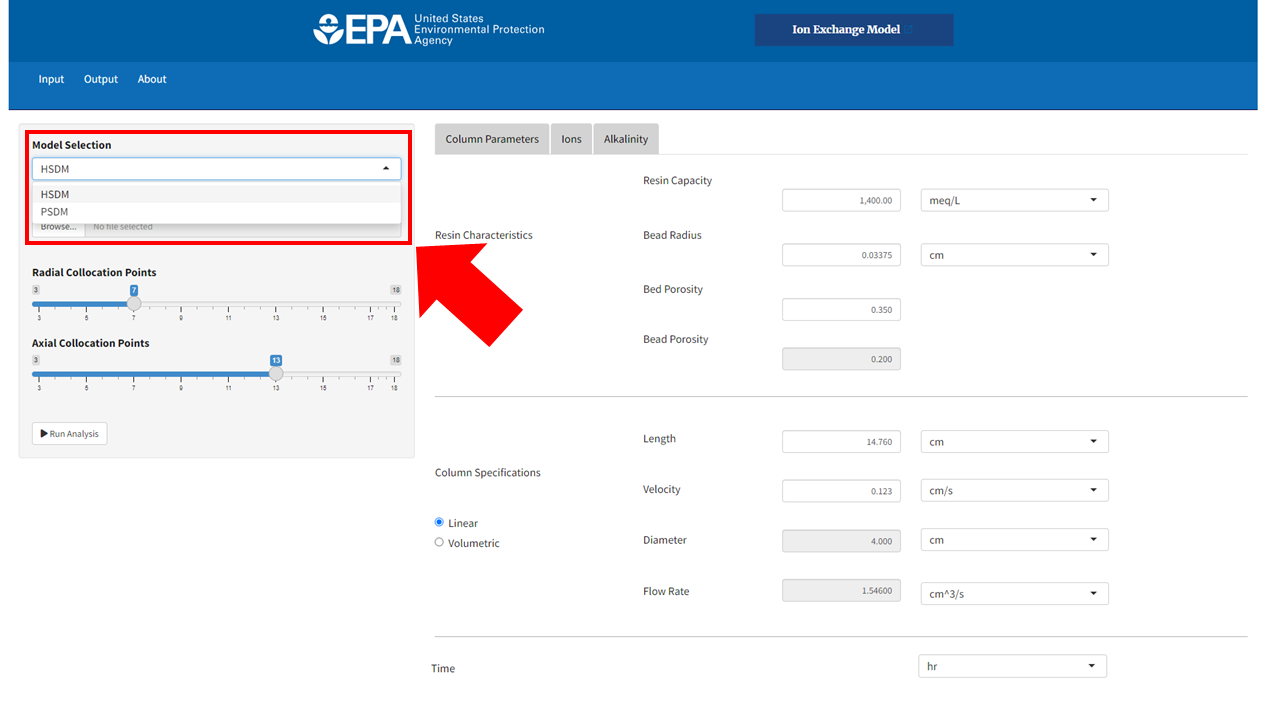 EPA United States
Environmental Protection
Agency
Ion Exchange Model
Input Output About
Model Selection
HSDM
HSDM
PSDM
Browse... No file selected
Radial Collocation Points
3 7 18
3 5 7 9 11 13 15 17 18
Axial Collocation Points
3 13 18
3 5 7 9 11 13 15 17 18
Run Analysis
Column Parameters Ions Alkalinity
Resin Characteristics
Resin Capacity 1,400.00 meq/L
Bead Radius 0.03375 cm
Bed Porosity 0.350
Bead Porosity 0.200
Column Specifications
Linear
Volumetric
Length 14.760 cm
Velocity 0.123 cm/s
Diameter 4.000 cm
Flow Rate 1.54600 cm^3/s
Time hr